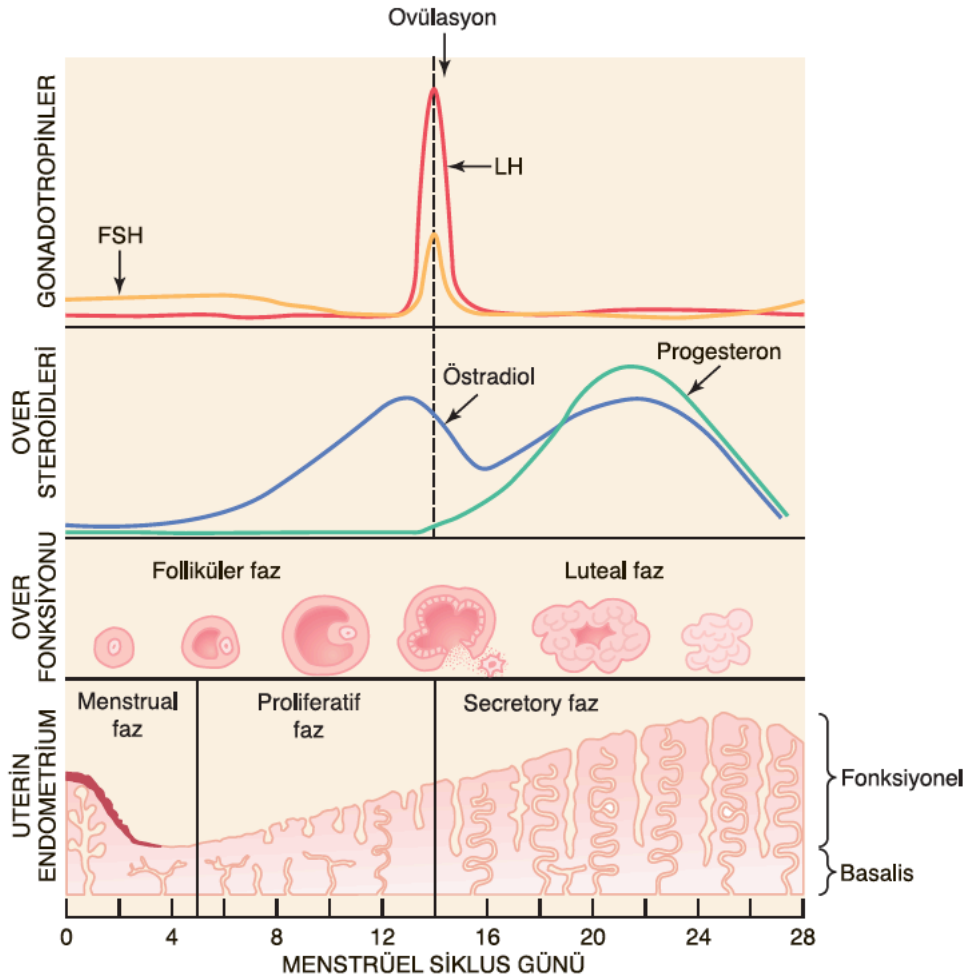 Ovülasyon
GONADOTROPİNLER
LH
FSH
OVER
STEROİDLERİ
Progesteron
Östradiol
OVER
FONKSİYONU
Folliküler faz
Luteal faz
UTERİN
ENDOMETRİUM
Menstrual
faz
Proliferatif
faz
Secretory faz
Fonksiyonel
Basalis
0 4 8 12 16 20 24 28
MENSTRÜEL SİKLUS GÜNÜ